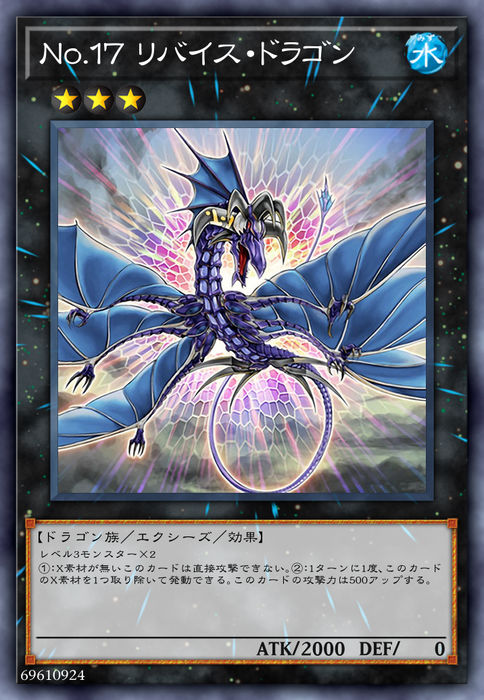 No.17 リバイス・ドラゴン
みず
水
【ドラゴン族／エクシーズ／効果】
レベル3モンスター×2
①:X素材が無いこのカードは直接攻撃できない。②:1ターンに1度、このカード
のX素材を1つ取り除いて発動できる。このカードの攻撃力は500アップする。
ATK/2000 DEF/ 0
69610924